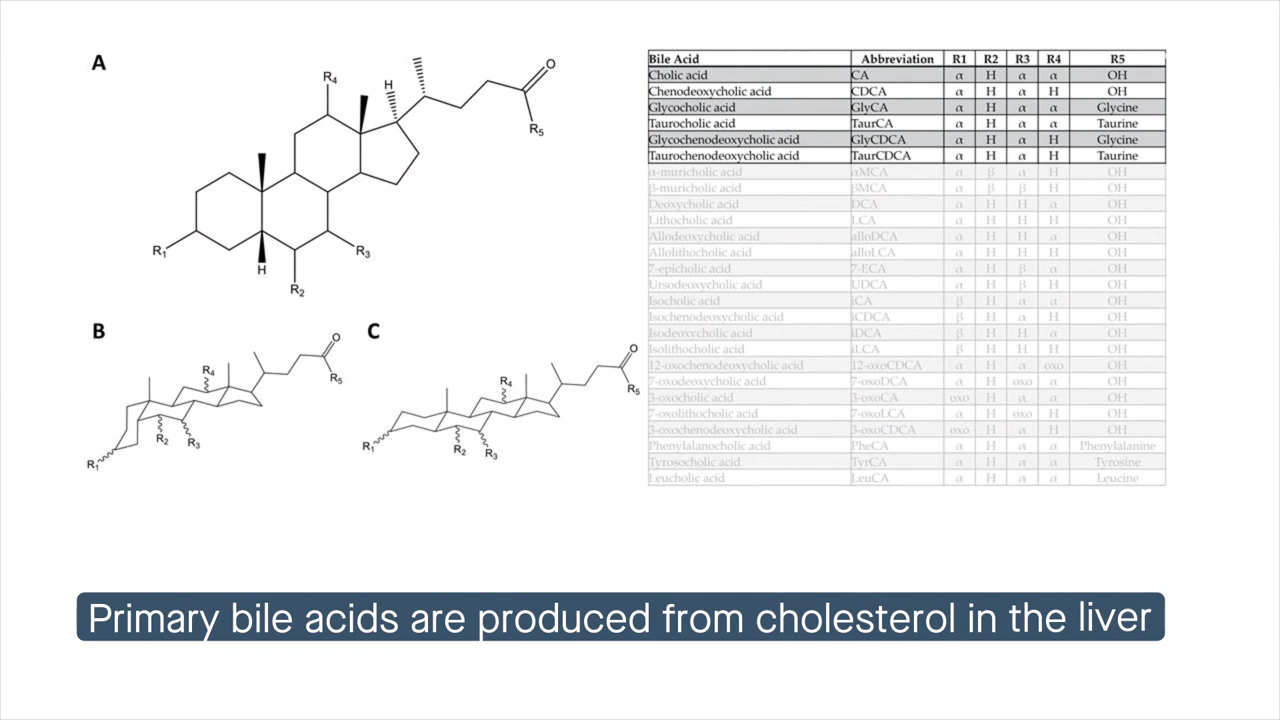 A
R4
H
O
R5
R1
R3
H
R2
B
O
R4
R5
R2
R3
R1
C
O
R4
R5
R1
R2
R3
Bile Acid Abbreviation R1 R2 R3 R4 R5
Cholic acid CA α H α α OH
Chenodeoxycholic acid CDCA α H α H OH
Glycocholic acid GlyCA α H α α Glycine
Taurocholic acid TaurCA α H α α Taurine
Glycochenodeoxycholic acid GlyCDCA α H α H Glycine
Taurochenodeoxycholic acid TaurCDCA α H α H Taurine
α-muricholic acid αMCA α β α H OH
β-muricholic acid βMCA α β β H OH
Deoxycholic acid DCA α H H α OH
Lithocholic acid LCA α H H H OH
Allodeoxycholic acid alloDCA α H H α OH
Allolithocholic acid alloLCA α H H H OH
7-epicholic acid 7-ECA α H β α OH
Ursodeoxycholic acid UDCA α H β H OH
Isocholic acid iCA β H α α OH
Isochenodeoxycholic acid iCDCA β H α H OH
Isodeoxycholic acid iDCA β H H α OH
Isolithocholic acid iLCA β H H H OH
12-oxochenodeoxycholic acid 12-oxoCDCA α H α oxo OH
7-oxodeoxycholic acid 7-oxoDCA α H oxo α OH
3-oxocholic acid 3-oxoCA oxo H α α OH
7-oxolithocholic acid 7-oxoLCA α H oxo H OH
3-oxochenodeoxycholic acid 3-oxoCDCA oxo H α H OH
Phenylalanocholic acid PheCA α H α α Phenylalanine
Tyrosocholic acid TyrCA α H α α Tyrosine
Leucholic acid LeuCA α H α α Leucine
Primary bile acids are produced from cholesterol in the liver